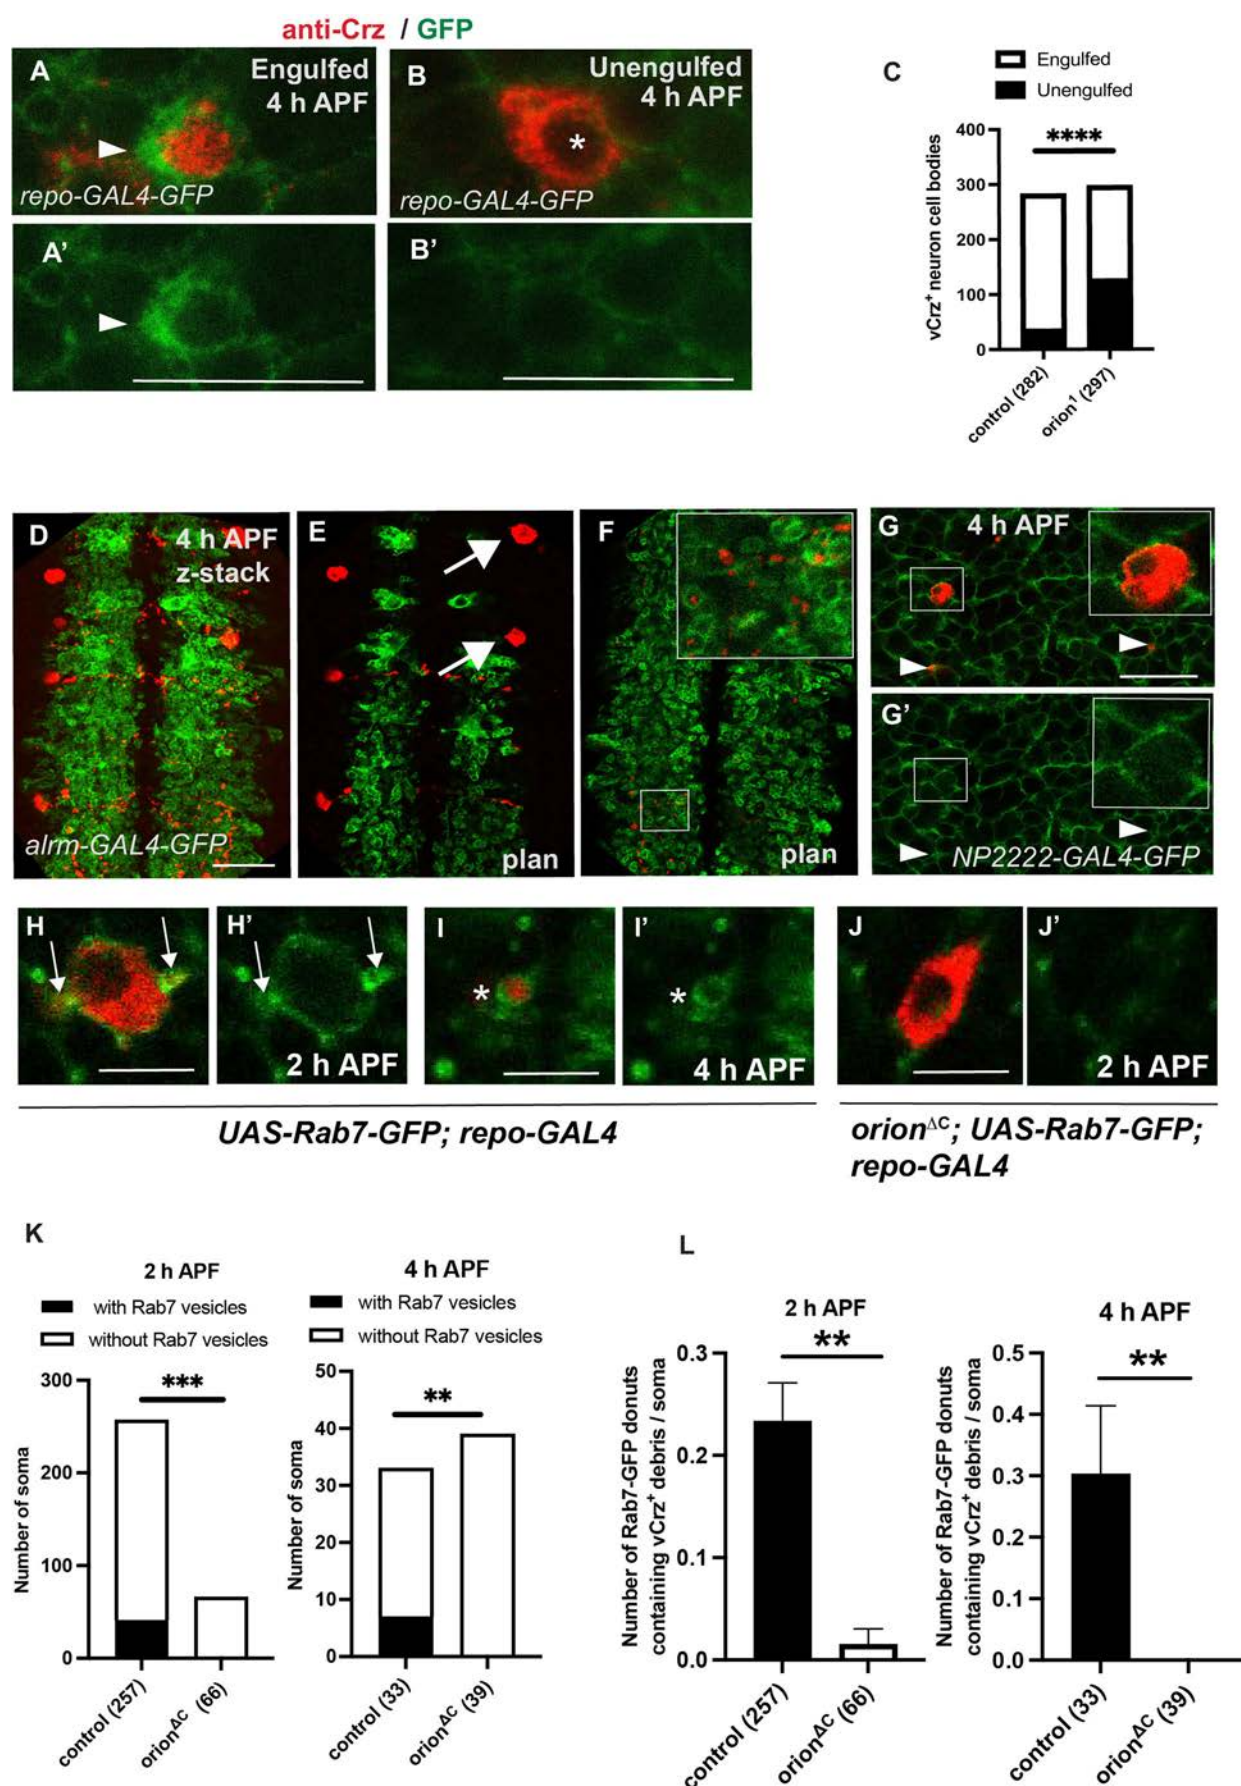 anti-Crz / GFP
A
Engulfed
4 h APF
repo-GAL4-GFP
B
Unengulfed
4 h APF
*
repo-GAL4-GFP
A'
B'
C
Engulfed
Unengulfed
****
vCrz⁺ neuron cell bodies
400
300
200
100
0
control (282)
orion¹ (297)
D
4 h APF
z-stack
alrm-GAL4-GFP
E
plan
F
plan
G
4 h APF
G'
NP2222-GAL4-GFP
H
H'
2 h APF
I
*
I'
*
4 h APF
J
J'
2 h APF
UAS-Rab7-GFP; repo-GAL4
orionᐃC; UAS-Rab7-GFP;
repo-GAL4
K
2 h APF
with Rab7 vesicles
without Rab7 vesicles
***
Number of soma
300
200
100
0
control (257)
orionᐃC (66)
4 h APF
with Rab7 vesicles
without Rab7 vesicles
**
Number of soma
50
40
30
20
10
0
control (33)
orionᐃC (39)
L
2 h APF
**
Number of Rab7-GFP donuts
containing vCrz⁺ debris / soma
0.3
0.2
0.1
0.0
control (257)
orionᐃC (66)
4 h APF
**
Number of Rab7-GFP donuts
containing vCrz⁺ debris / soma
0.5
0.4
0.3
0.2
0.1
0.0
control (33)
orionᐃC (39)